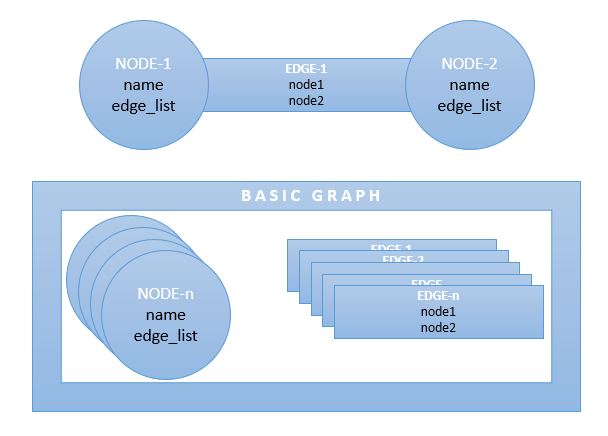 NODE-1
name
edge_list
EDGE-1
node1
node2
NODE-2
name
edge_list
BASIC GRAPH
NODE-n
name
edge_list
EDGE-1
EDGE-2
EDGE
EDGE-n
node1
node2